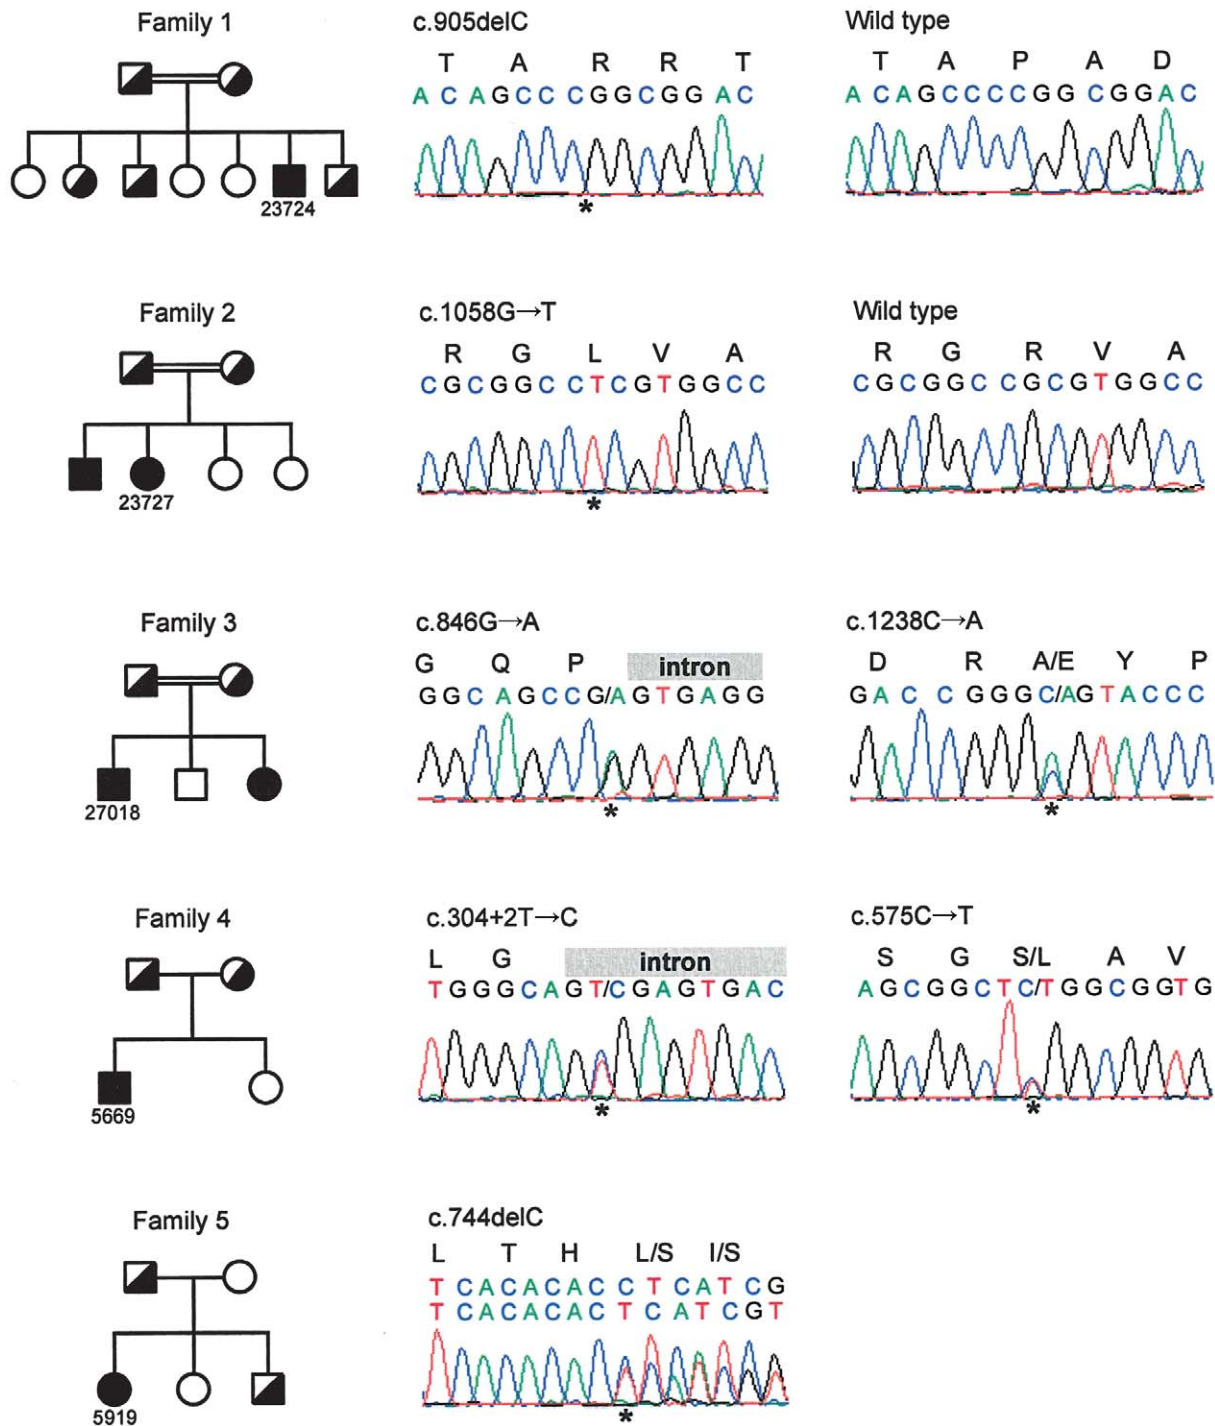 Family 1
c.905delC
Wild type
T A R R T
T A P A D
A C A G C C C G G C G G A C
A C A G C C C C G G C G G A C
23724
*
Family 2
c.1058G→T
Wild type
R G L V A
R G R V A
C G C G G C C T C G T G G C C
C G C G G C C G C G T G G C C
23727
*
Family 3
c.846G→A
c.1238C→A
G Q P intron
D R A/E Y P
G G C A G C C G/A G T G A G G
G A C C G G G C/A G T A C C C
27018
*
*
Family 4
c.304+2T→C
c.575C→T
L G intron
S G S/L A V
T G G G C A G T/C G A G T G A C
A G C G G C T C/T G G C G G T G
5669
*
*
Family 5
c.744delC
L T H L/S I/S
T C A C A C A C C T C A T C G
T C A C A C A C T C A T C G T
5919
*